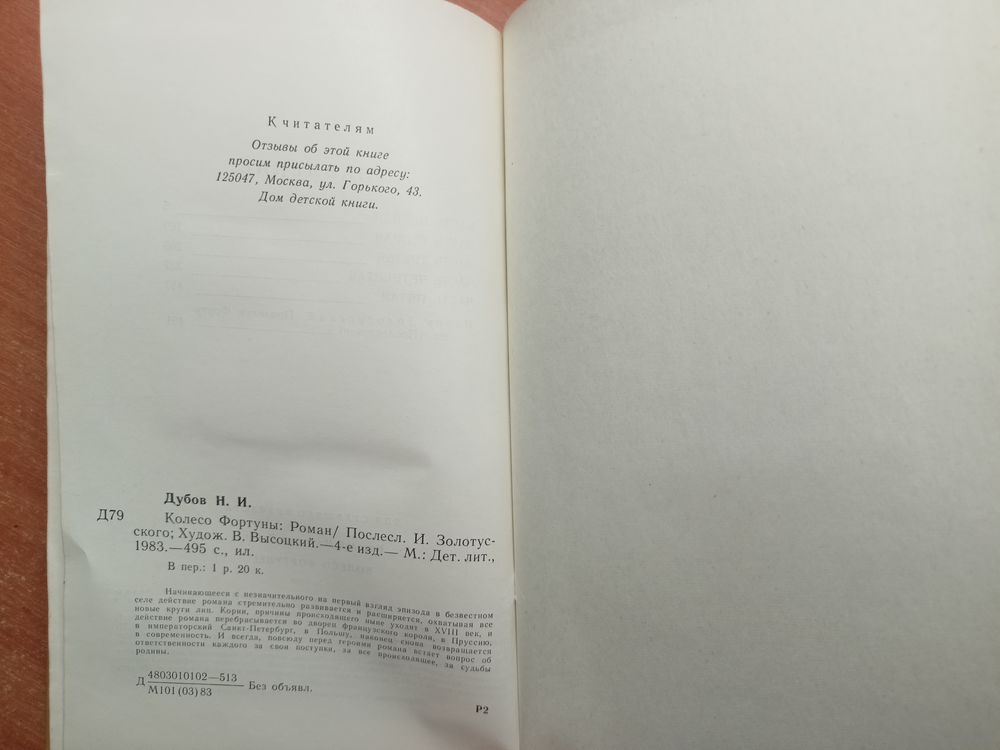 К читателям
Отзывы об этой книге
просим присылать по адресу:
125047, Москва, ул. Горького, 43.
Дом детской книги.
Дубов Н. И.
Д79 Колесо Фортуны: Роман/ Послесл. И. Золотус-
ского; Худож. В. Высоцкий.—4-е изд.— М.: Дет. лит.,
1983.—495 с., ил.
В пер.: 1 р. 20 к.
Начинающееся с незначительного на первый взгляд эпизода в безвестном
селе действие романа стремительно развивается и расширяется, охватывая все
новые круги лиц. Корни, причины происходящего ныне уходят в XVIII век, и
действие романа перебрасывается во дворец французского короля, в Пруссию,
в императорский Санкт-Петербург, в Польшу, наконец снова возвращается
в современность. И всегда, повсюду перед героями романа встает вопрос об
ответственности каждого за свои поступки, за все происходящее, за судьбы
родины.
Д 4803010102—513
М101(03)83 Без объявл.
Р2